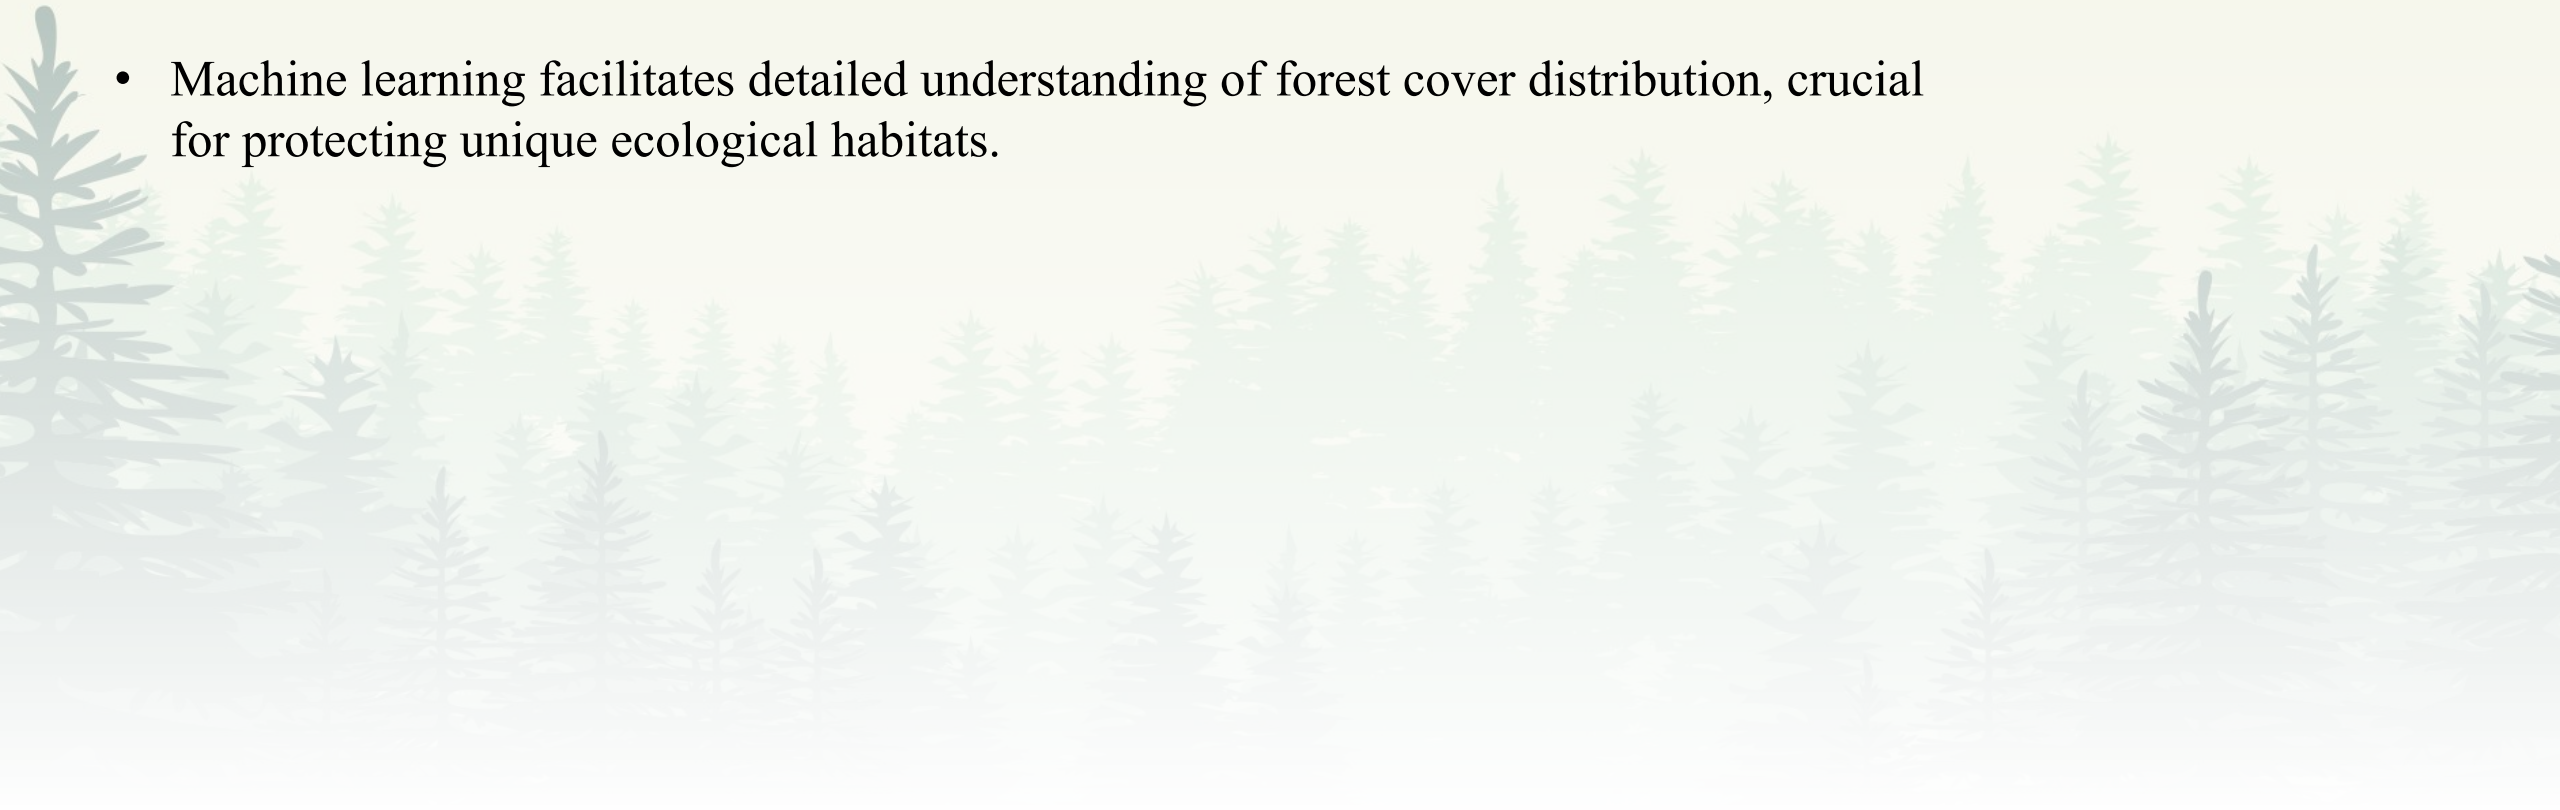 • Machine learning facilitates detailed understanding of forest cover distribution, crucial
for protecting unique ecological habitats.